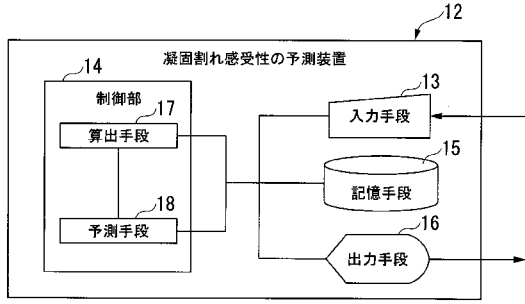 12
凝固割れ感受性の予測装置
14
制御部
17
算出手段
18
予測手段
13
入力手段
15
記憶手段
16
出力手段